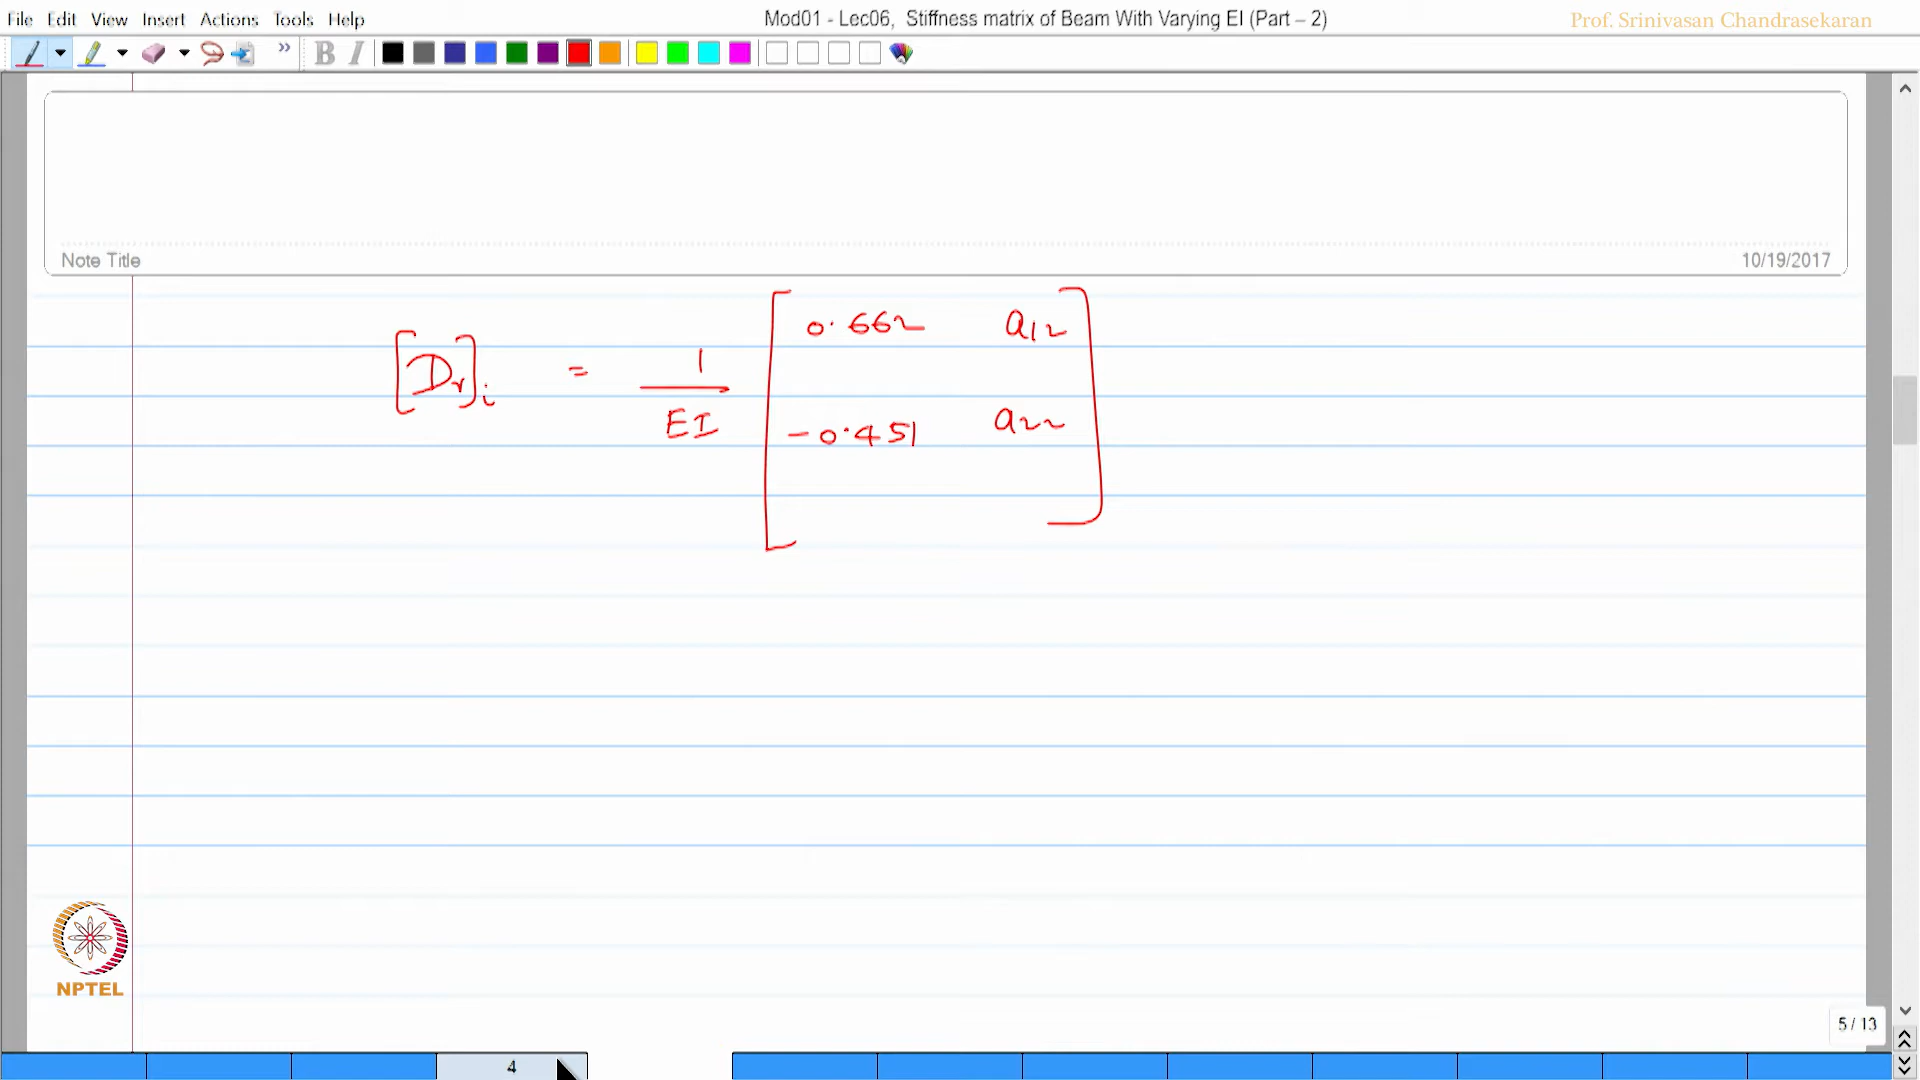 File Edit View Insert Actions Tools Help
Mod01 - Lec06, Stiffness matrix of Beam With Varying EI (Part – 2)
Prof. Srinivasan Chandrasekaran
B I
Note Title
10/19/2017
[Dr]i = 1/EI [ 0.662 a12
-0.451 a22 ]
NPTEL
5 / 13
4